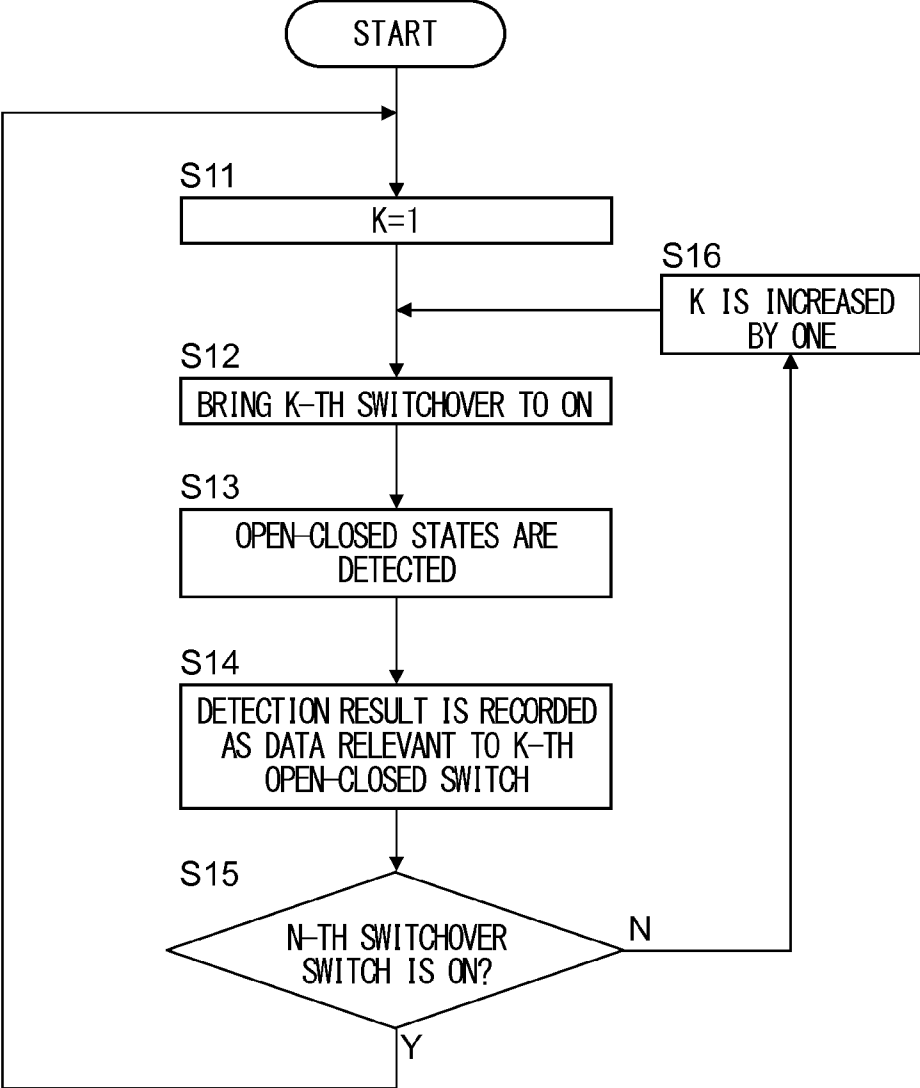 START
S11
K=1
S16
K IS INCREASED
BY ONE
S12
BRING K-TH SWITCHOVER TO ON
S13
OPEN-CLOSED STATES ARE
DETECTED
S14
DETECTION RESULT IS RECORDED
AS DATA RELEVANT TO K-TH
OPEN-CLOSED SWITCH
S15
N-TH SWITCHOVER
SWITCH IS ON?
N
Y